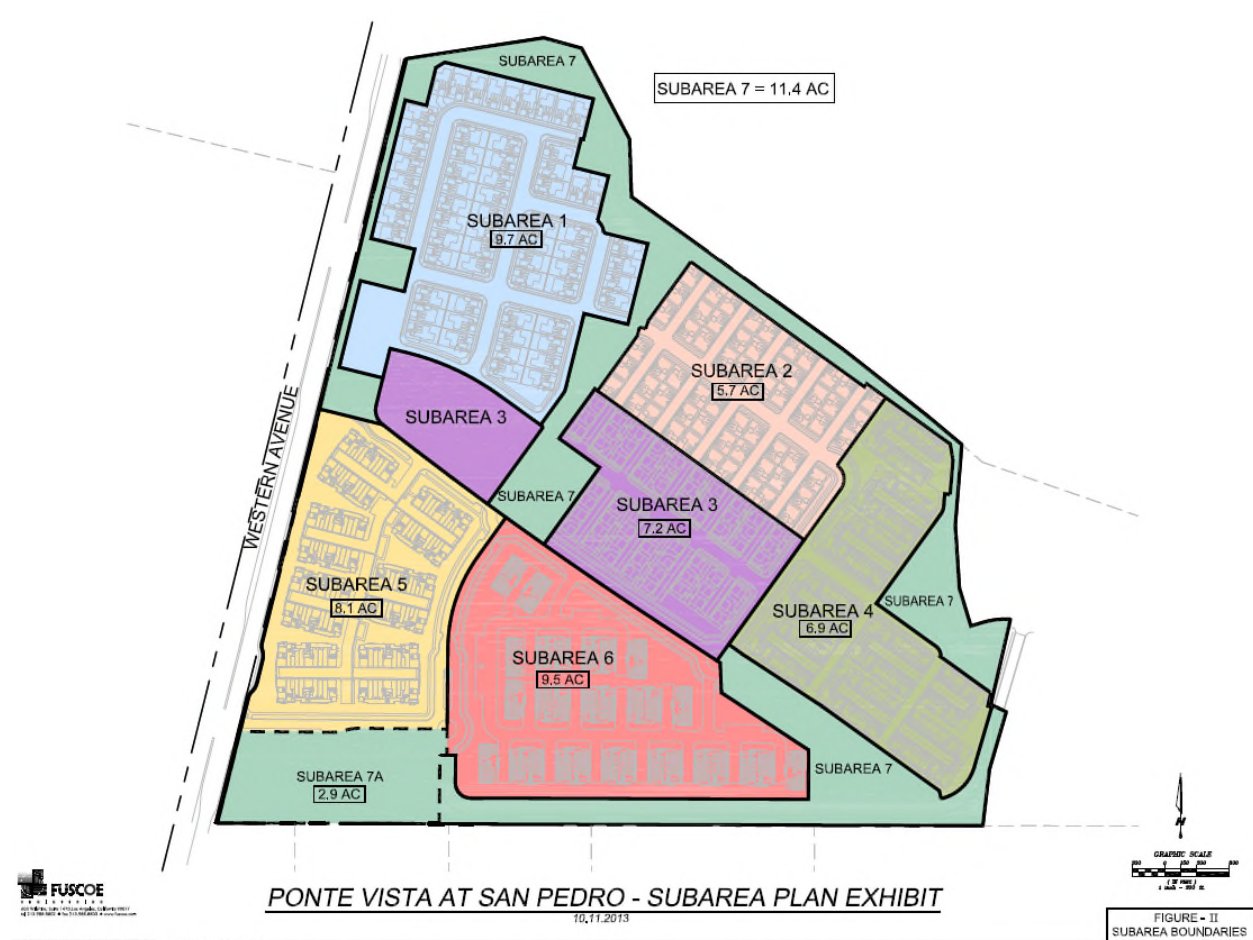 SUBAREA 7
SUBAREA 7 = 11.4 AC
SUBAREA 1
9.7 AC
SUBAREA 2
5.7 AC
WESTERN AVENUE
SUBAREA 3
SUBAREA 7
SUBAREA 3
7.2 AC
SUBAREA 5
8.1 AC
SUBAREA 4
6.9 AC
SUBAREA 7
SUBAREA 6
9.5 AC
SUBAREA 7
SUBAREA 7A
2.9 AC
N
GRAPHIC SCALE
FUSCOE
PONTE VISTA AT SAN PEDRO - SUBAREA PLAN EXHIBIT
10.11.2013
FIGURE - II
SUBAREA BOUNDARIES